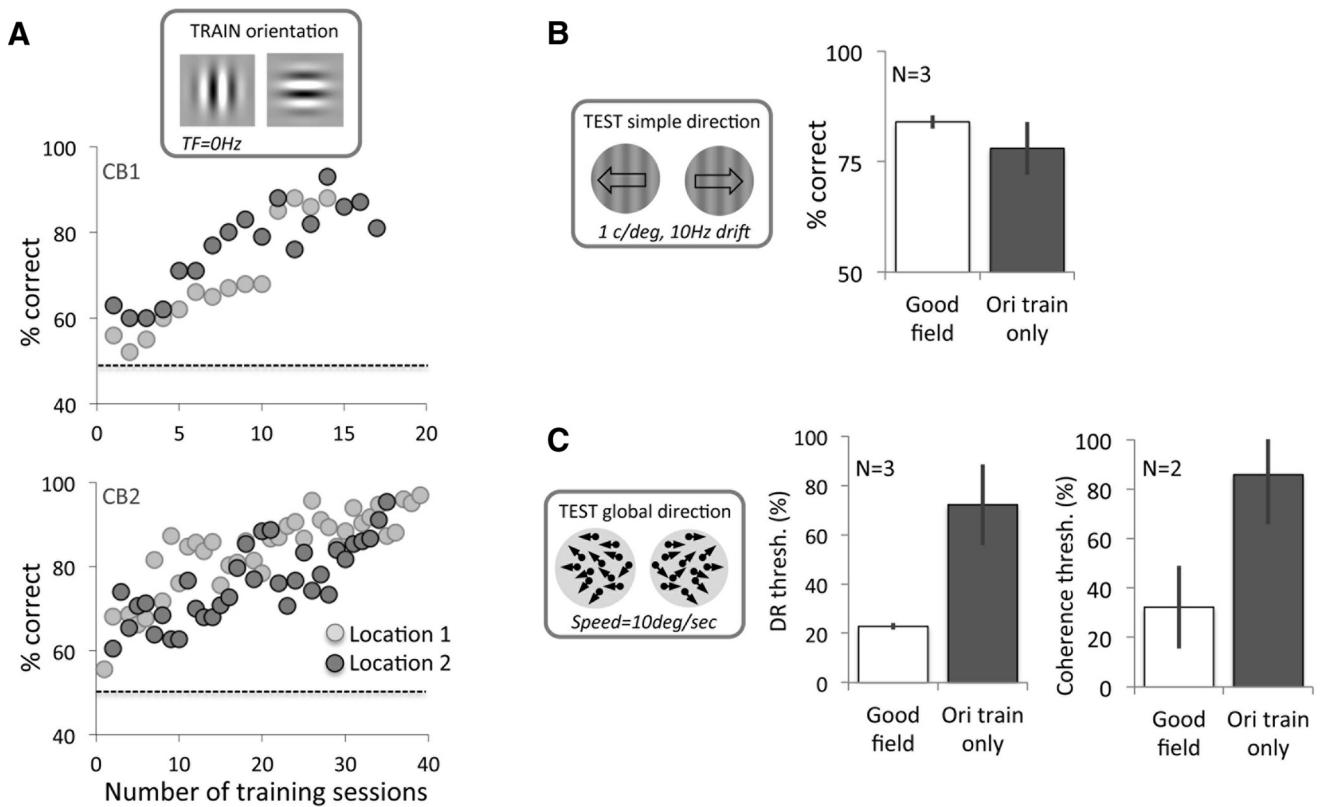 A
TRAIN orientation
TF=0Hz
% correct
100
80
60
40
CB1
0 5 10 15 20
% correct
100
80
60
40
CB2
Location 1
Location 2
0 10 20 30 40
Number of training sessions
B
TEST simple direction
1 c/deg, 10Hz drift
% correct
100
75
50
N=3
Good field
Ori train only
C
TEST global direction
Speed=10deg/sec
DR thresh. (%)
100
80
60
40
20
0
N=3
Good field
Ori train only
Coherence thresh. (%)
100
80
60
40
20
0
N=2
Good field
Ori train only